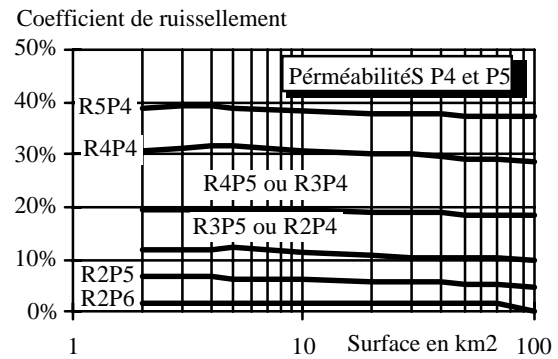 Coefficient de ruissellement
50%
PérméabilitéS P4 et P5
40%
R5P4
30%
R4P4
R4P5 ou R3P4
20%
R3P5 ou R2P4
10%
R2P5
R2P6
0%
1
10
Surface en km2
100